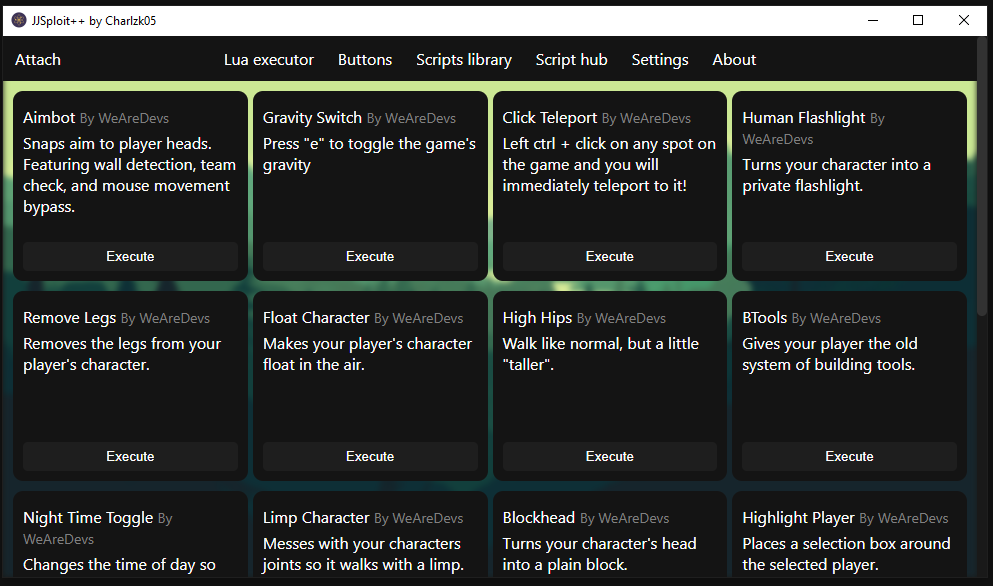 JJSploit++ by Charlzk05
Attach Lua executor Buttons Scripts library Script hub Settings About
Aimbot By WeAreDevs
Snaps aim to player heads.
Featuring wall detection, team
check, and mouse movement
bypass.
Execute
Gravity Switch By WeAreDevs
Press "e" to toggle the game's
gravity
Execute
Click Teleport By WeAreDevs
Left ctrl + click on any spot on
the game and you will
immediately teleport to it!
Execute
Human Flashlight By
WeAreDevs
Turns your character into a
private flashlight.
Execute
Remove Legs By WeAreDevs
Removes the legs from your
player's character.
Execute
Float Character By WeAreDevs
Makes your player's character
float in the air.
Execute
High Hips By WeAreDevs
Walk like normal, but a little
"taller".
Execute
BTools By WeAreDevs
Gives your player the old
system of building tools.
Execute
Night Time Toggle By
WeAreDevs
Changes the time of day so
Limp Character By WeAreDevs
Messes with your characters
joints so it walks with a limp.
Blockhead By WeAreDevs
Turns your character's head
into a plain block.
Highlight Player By WeAreDevs
Places a selection box around
the selected player.